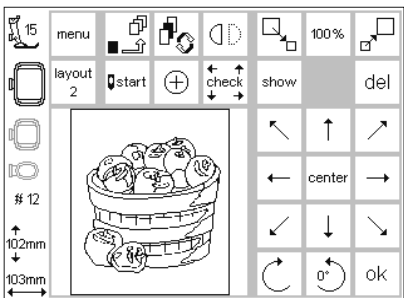 15
menu
100%
layout
2
start
check
show
del
center
# 12
102mm
103mm
0°
ok